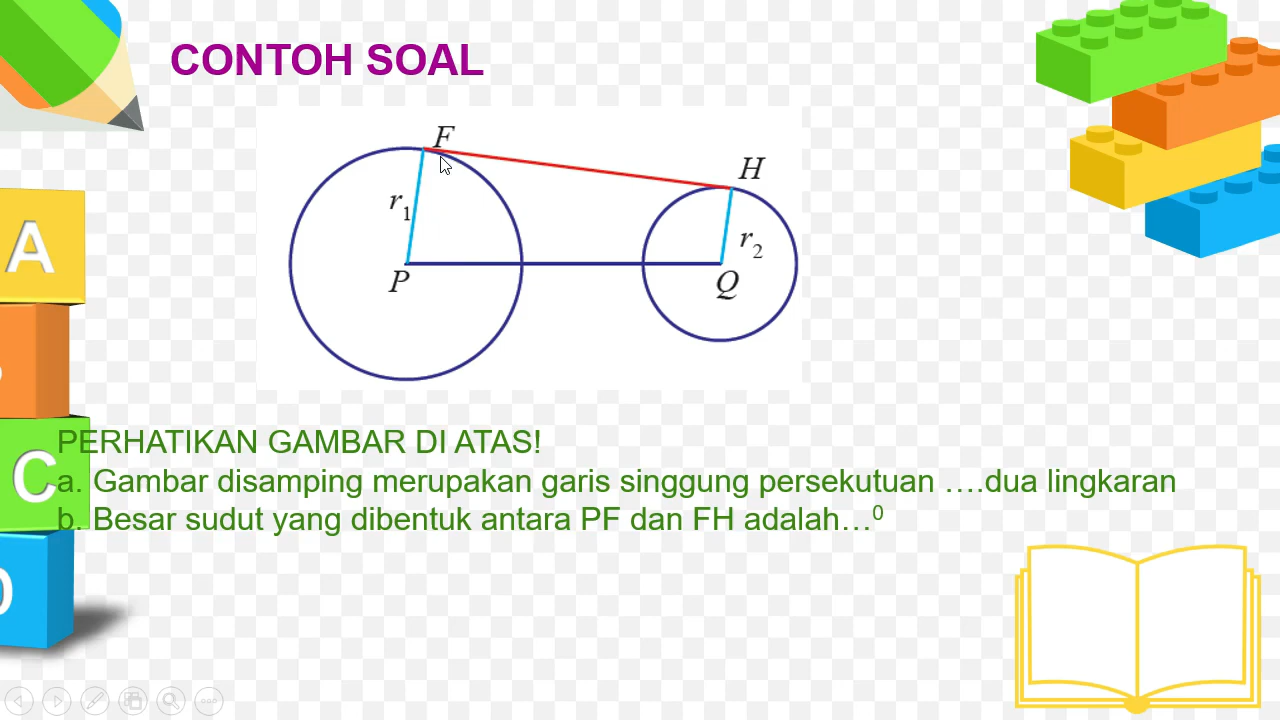 CONTOH SOAL
F
H
r1
r2
P
Q
A
C
PERHATIKAN GAMBAR DI ATAS!
a. Gambar disamping merupakan garis singgung persekutuan ....dua lingkaran
b. Besar sudut yang dibentuk antara PF dan FH adalah...⁰